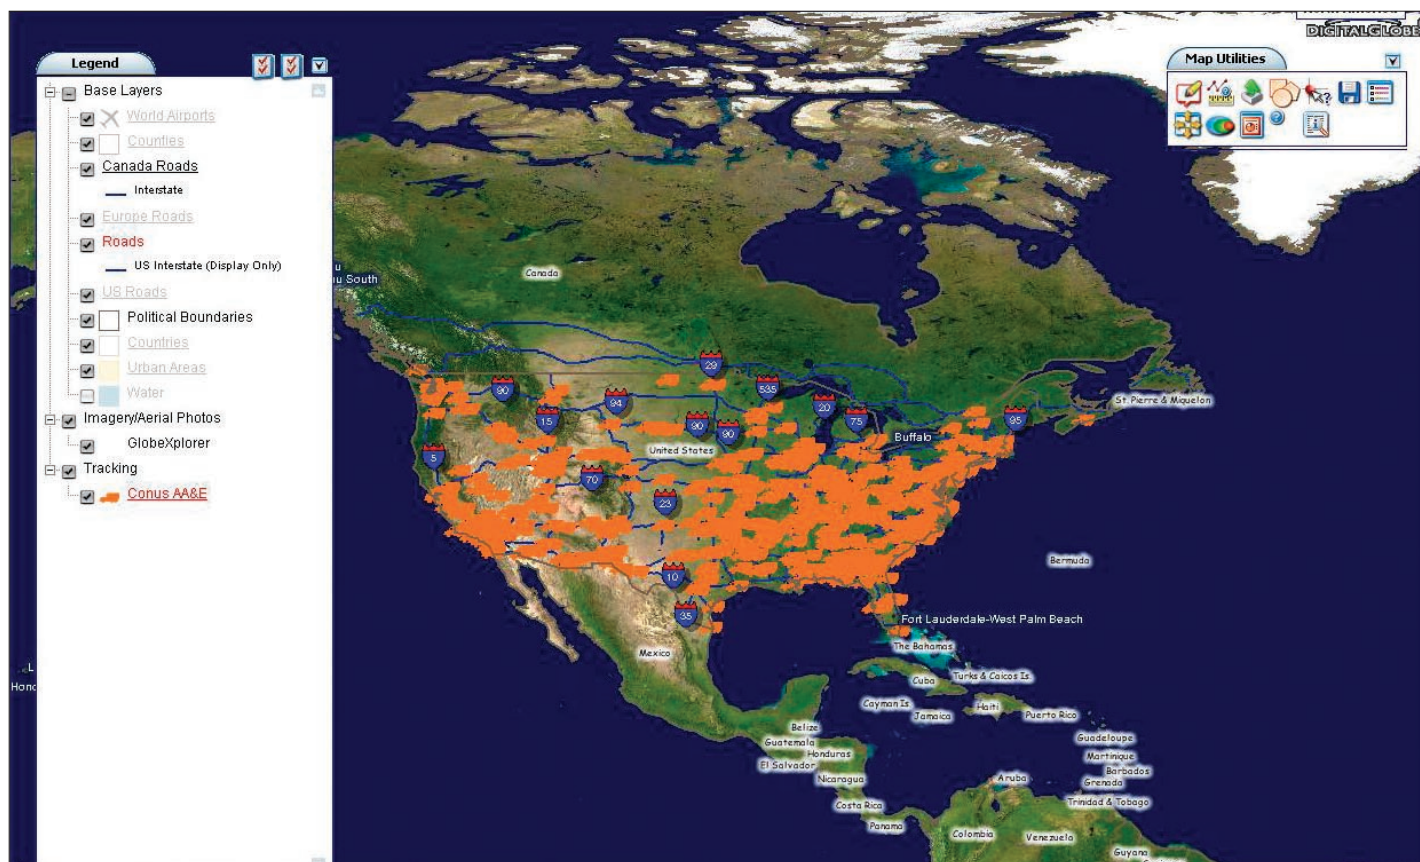 DIGITALGLOBE
Legend
Base Layers
World Airports
Counties
Canada Roads
Interstate
Europe Roads
Roads
US Interstate (Display Only)
US Roads
Political Boundaries
Countries
Urban Areas
Water
Imagery/Aerial Photos
GlobeXplorer
Tracking
Conus AA&E
Map Utilities
Canada
u South
29
90
535
94
20
15
75
95
90
90
St. Pierre & Miquelon
Buffalo
United States
5
70
23
Bermuda
10
35
Fort Lauderdale-West Palm Beach
The Bahamas
Mexico
Cuba
Turks & Caicos Is.
Cayman Is.
Jamaica
Haiti
Puerto Rico
Belize
Guatemala
Honduras
El Salvador
Nicaragua
Guadeloupe
Martinique
Barbados
Aruba
Grenada
Costa Rica
Trinidad & Tobago
Panama
Colombia
Venezuela
Guyana
L
Hono